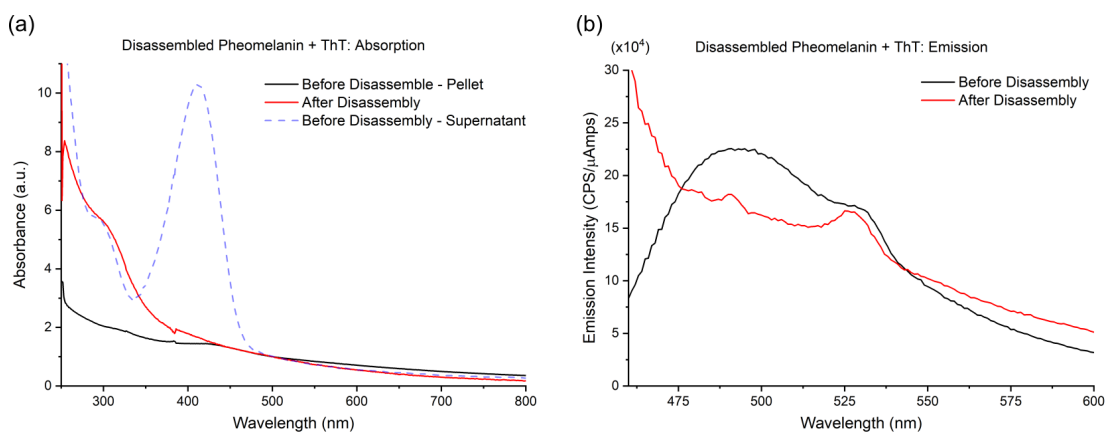 (a)
Disassembled Pheomelanin + ThT: Absorption
Before Disassemble - Pellet
After Disassembly
Before Disassembly - Supernatant
Absorbance (a.u.)
10
8
6
4
2
0
300 400 500 600 700 800
Wavelength (nm)
(b)
(x10⁴)
Disassembled Pheomelanin + ThT: Emission
Before Disassembly
After Disassembly
Emission Intensity (CPS/μAmps)
30
25
20
15
10
5
0
475 500 525 550 575 600
Wavelength (nm)